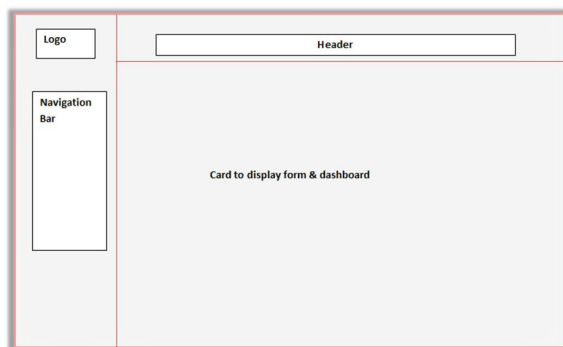 Logo
Header
Navigation
Bar
Card to display form & dashboard